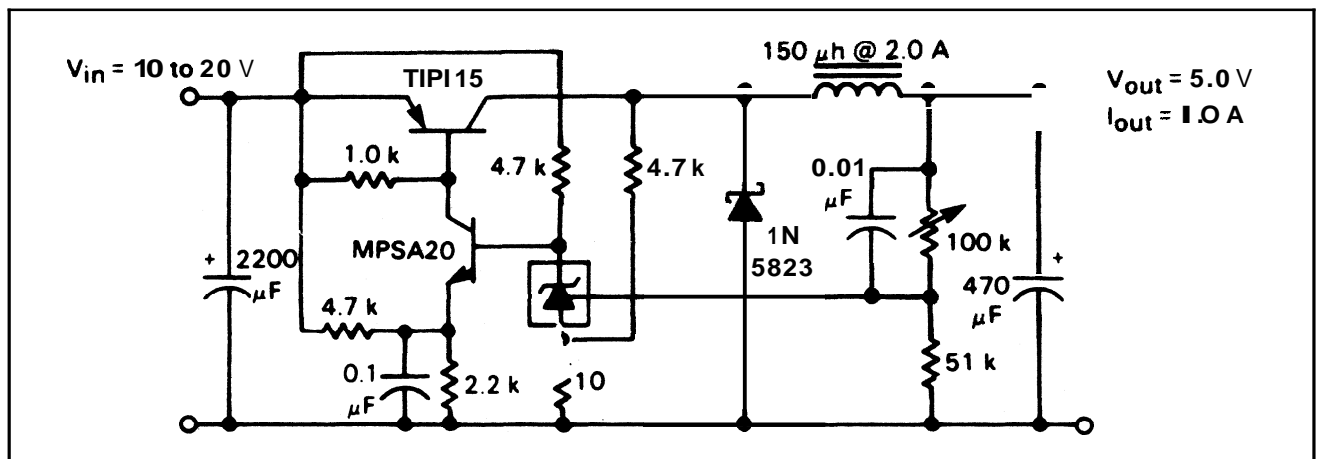 150 μh @ 2.0 A
Vin = 10 to 20 V
TIPI15
Vout = 5.0 V
Iout = I.O A
1.0 k
4.7 k
4.7 k
0.01
μF
MPSA20
1N
5823
100 k
+
2200
μF
+
470
μF
4.7 k
51 k
0.1
μF
2.2 k
10